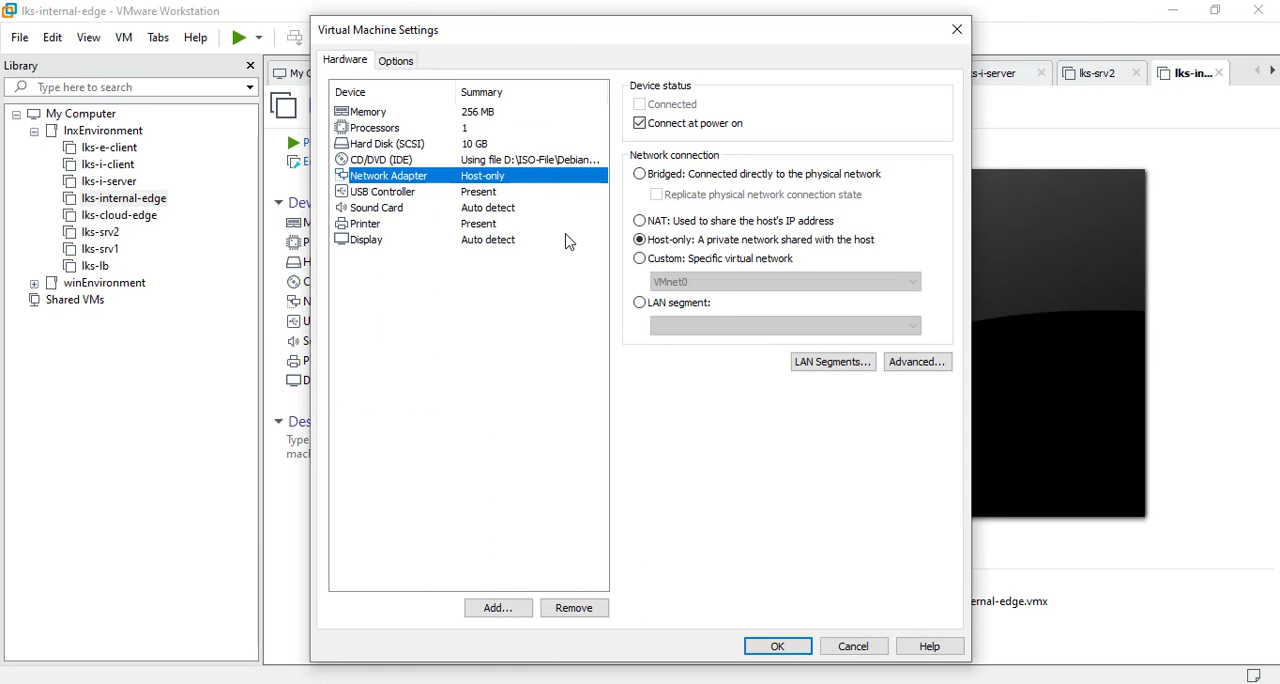 lks-internal-edge - VMware Workstation
File Edit View VM Tabs Help
Library
Type here to search
My Computer
lnxEnvironment
lks-e-client
lks-i-client
lks-i-server
lks-internal-edge
lks-cloud-edge
lks-srv2
lks-srv1
lks-lb
winEnvironment
Shared VMs
My
Virtual Machine Settings
Hardware Options
Device Summary
Memory 256 MB
Processors 1
Hard Disk (SCSI) 10 GB
CD/DVD (IDE) Using file D:\ISO-File\Debian...
Network Adapter Host-only
USB Controller Present
Sound Card Auto detect
Printer Present
Display Auto detect
Add... Remove
Device status
Connected
Connect at power on
Network connection
Bridged: Connected directly to the physical network
Replicate physical network connection state
NAT: Used to share the host's IP address
Host-only: A private network shared with the host
Custom: Specific virtual network
VMnet0
LAN segment:
LAN Segments... Advanced...
OK Cancel Help
s-i-server lks-srv2 lks-in...
ernal-edge.vmx